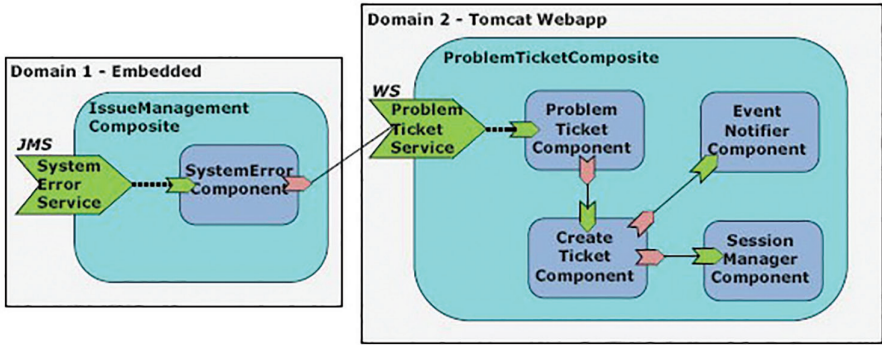 Domain 1 - Embedded
IssueManagement
Composite
JMS
System
Error
Service
SystemError
Component
Domain 2 - Tomcat Webapp
ProblemTicketComposite
WS
Problem
Ticket
Service
Problem
Ticket
Component
Event
Notifier
Component
Create
Ticket
Component
Session
Manager
Component